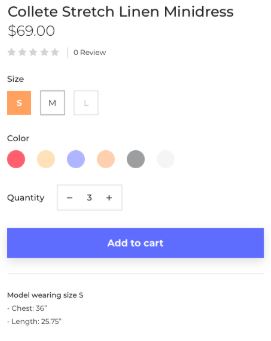 Collete Stretch Linen Minidress
$69.00
0 Review
Size
S M L
Color
Quantity − 3 +
Add to cart
Model wearing size S
- Chest: 36”
- Length: 25.75”